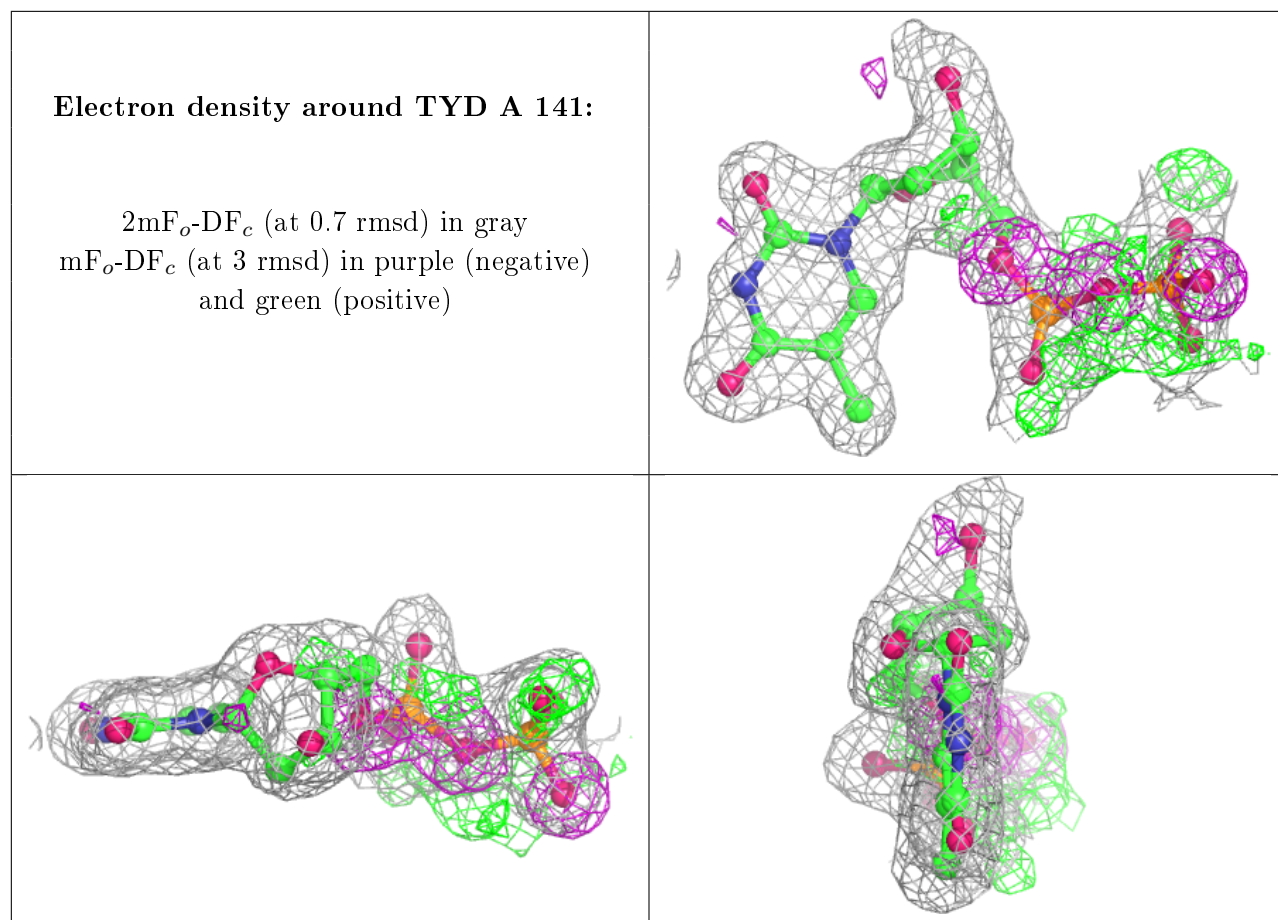 Electron density around TYD A 141:
2mFo-DFc (at 0.7 rmsd) in gray
mFo-DFc (at 3 rmsd) in purple (negative)
and green (positive)